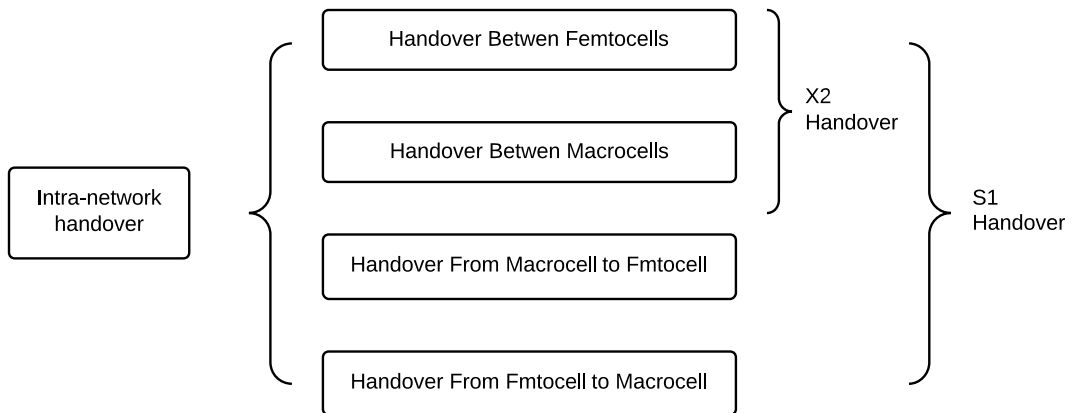 Handover Betwen Femtocells
X2
Handover
Handover Betwen Macrocells
Intra-network
handover
S1
Handover
Handover From Macrocell to Fmtocell
Handover From Fmtocell to Macrocell